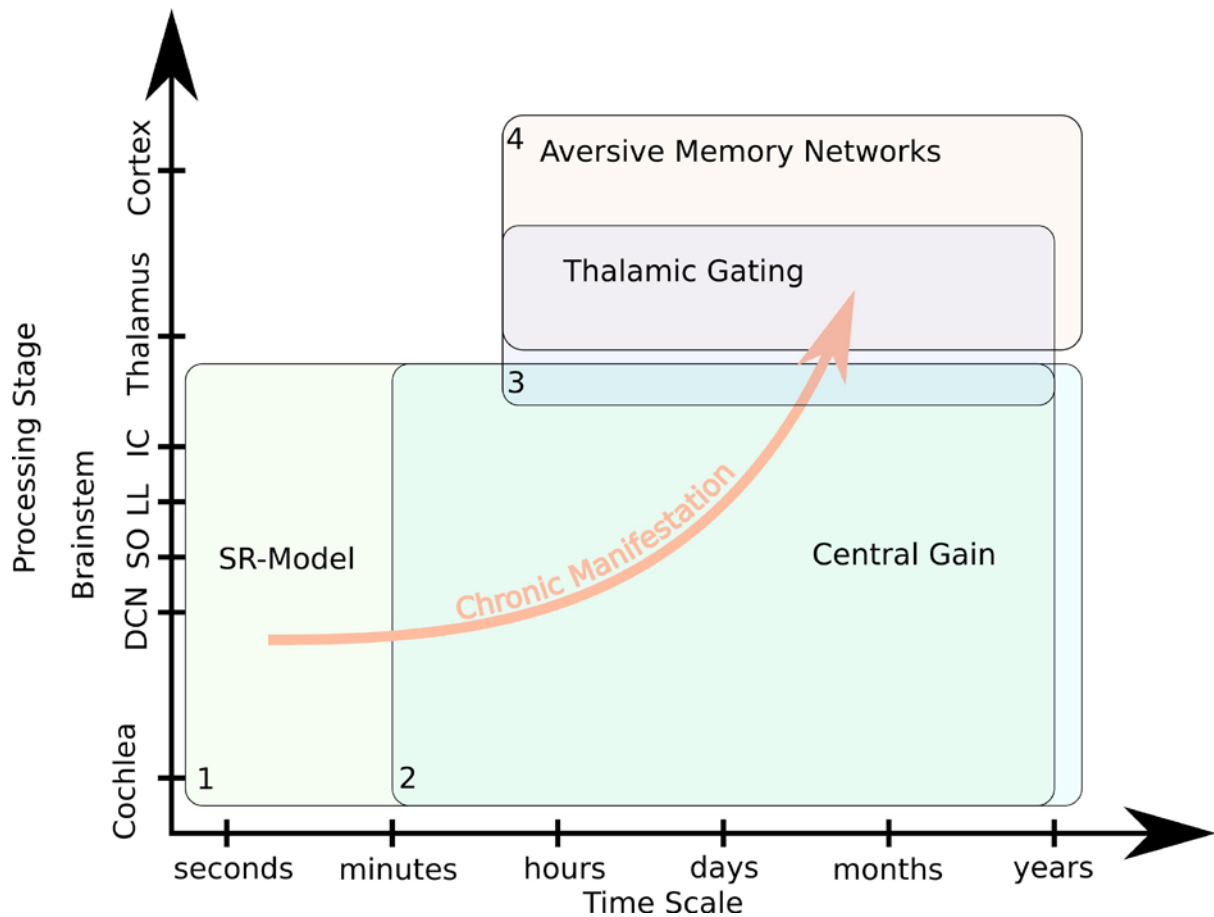 4
Aversive Memory Networks
Thalamic Gating
3
SR-Model
Central Gain
Chronic Manifestation
1
2
Processing Stage
Brainstem
Cortex
Thalamus
IC
LL
SO
DCN
Cochlea
seconds
minutes
hours
days
months
years
Time Scale